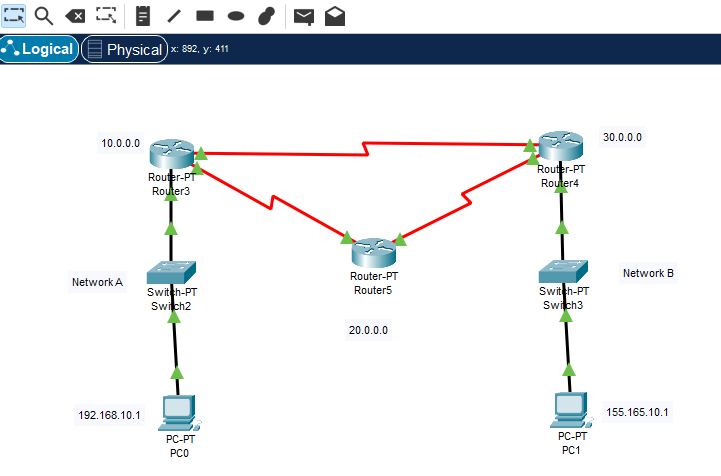 Logical
Physical
x: 892, y: 411
10.0.0.0
30.0.0.0
Router-PT
Router3
Router-PT
Router4
Router-PT
Router5
Network A
Network B
Switch-PT
Switch2
Switch-PT
Switch3
20.0.0.0
192.168.10.1
155.165.10.1
PC-PT
PC0
PC-PT
PC1